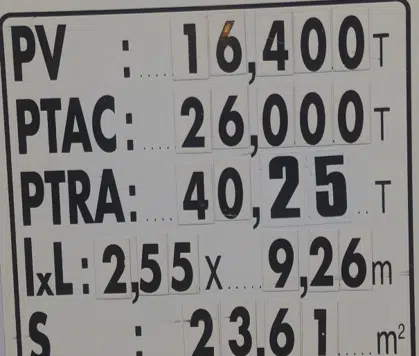 PV : .... 16,400 T
PTAC: .... 26,000 T
PTRA: .... 40,25 .. T
lxL: 2,55 x ..... 9,26 m
S : ..... 23,61 ..... m²